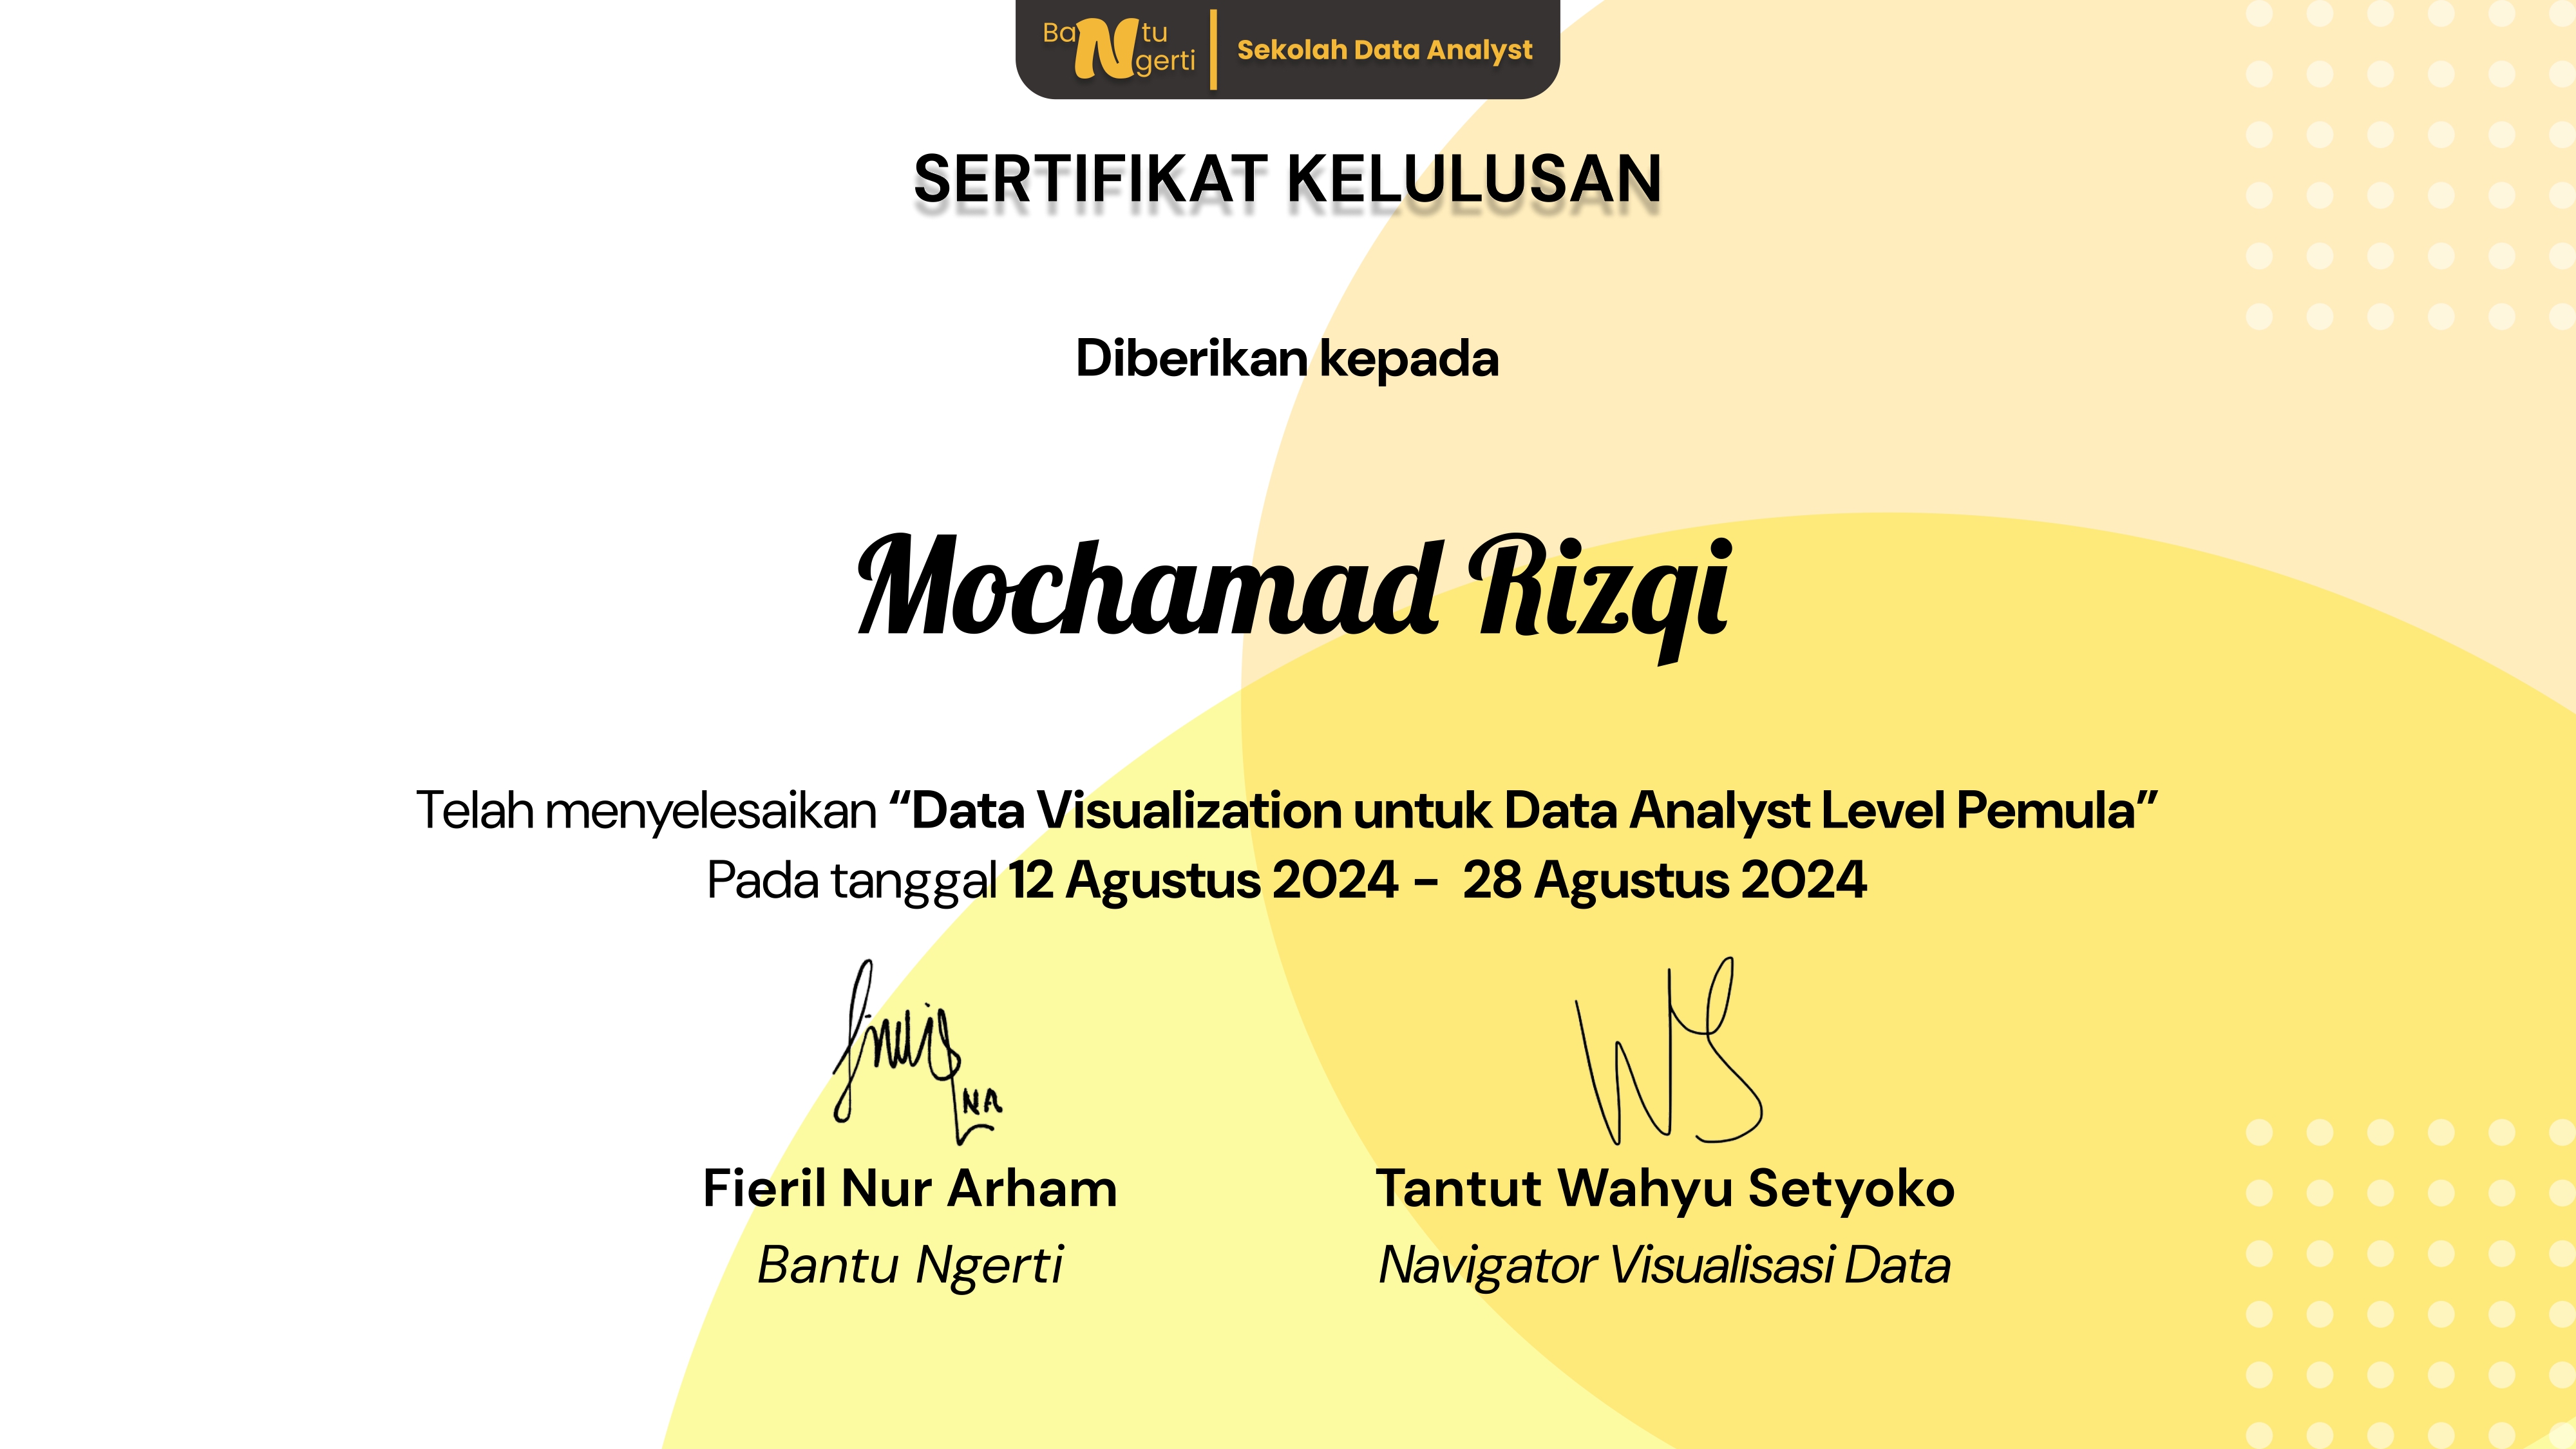 BaNtu
Ngerti
Sekolah Data Analyst
SERTIFIKAT KELULUSAN
Diberikan kepada
Mochamad Rizqi
Telah menyelesaikan “Data Visualization untuk Data Analyst Level Pemula”
Pada tanggal 12 Agustus 2024 - 28 Agustus 2024
NA
WS
Fieril Nur Arham
Tantut Wahyu Setyoko
Bantu Ngerti
Navigator Visualisasi Data